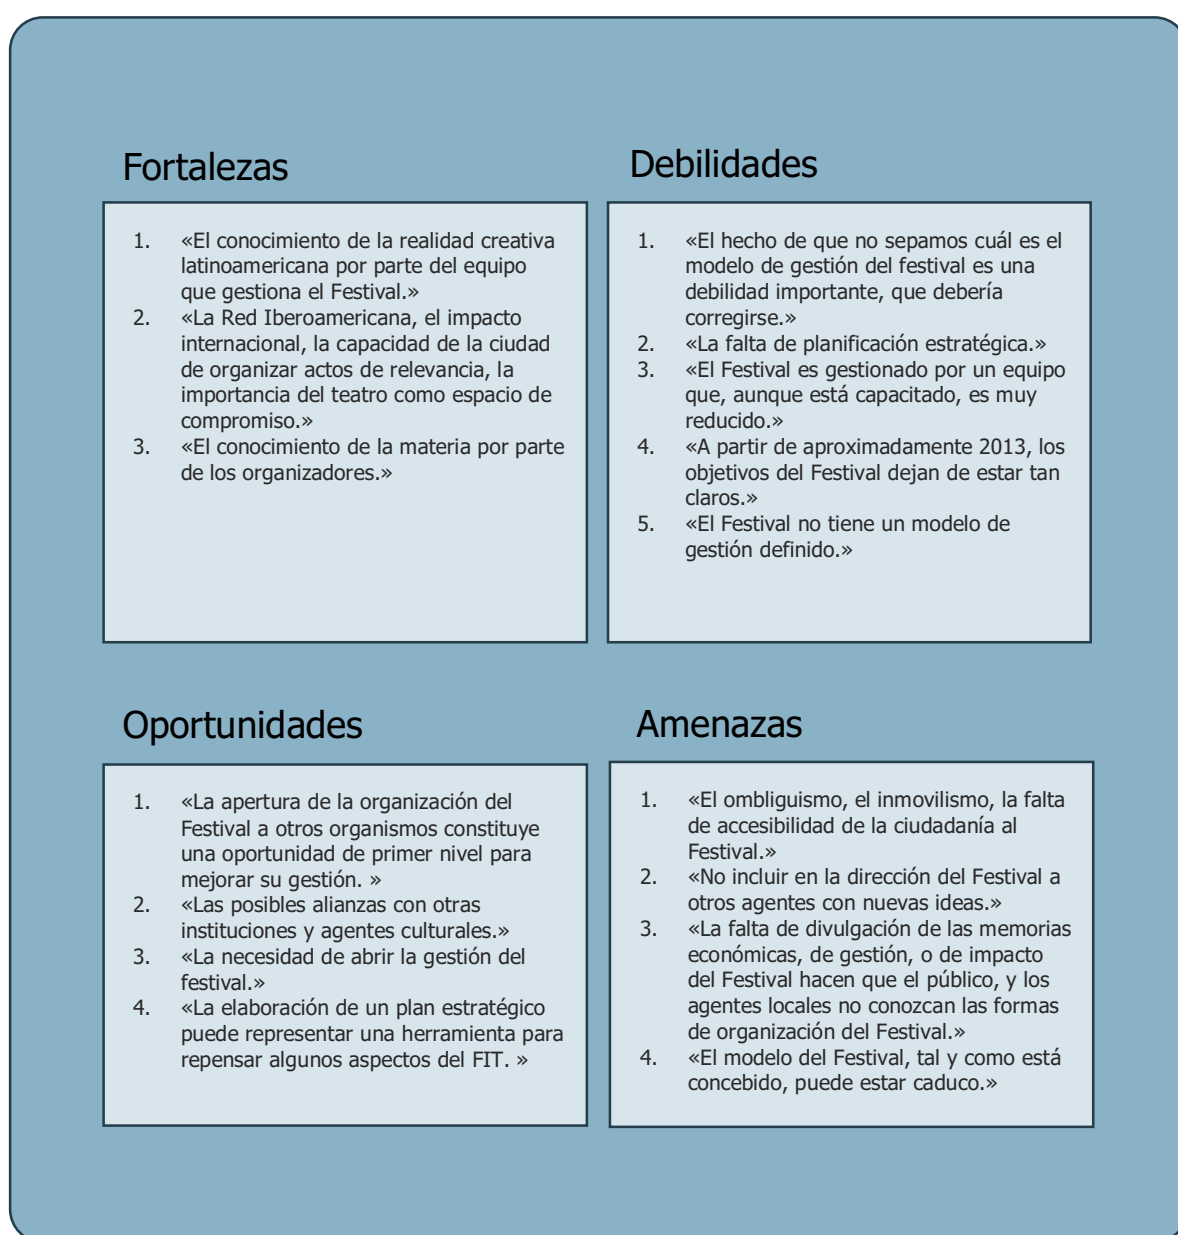 Fortalezas
1. «El conocimiento de la realidad creativa
latinoamericana por parte del equipo
que gestiona el Festival.»
2. «La Red Iberoamericana, el impacto
internacional, la capacidad de la ciudad
de organizar actos de relevancia, la
importancia del teatro como espacio de
compromiso.»
3. «El conocimiento de la materia por parte
de los organizadores.»
Debilidades
1. «El hecho de que no sepamos cuál es el
modelo de gestión del festival es una
debilidad importante, que debería
corregirse.»
2. «La falta de planificación estratégica.»
3. «El Festival es gestionado por un equipo
que, aunque está capacitado, es muy
reducido.»
4. «A partir de aproximadamente 2013, los
objetivos del Festival dejan de estar tan
claros.»
5. «El Festival no tiene un modelo de
gestión definido.»
Oportunidades
1. «La apertura de la organización del
Festival a otros organismos constituye
una oportunidad de primer nivel para
mejorar su gestión. »
2. «Las posibles alianzas con otras
instituciones y agentes culturales.»
3. «La necesidad de abrir la gestión del
festival.»
4. «La elaboración de un plan estratégico
puede representar una herramienta para
repensar algunos aspectos del FIT. »
Amenazas
1. «El ombliguismo, el inmovilismo, la falta
de accesibilidad de la ciudadanía al
Festival.»
2. «No incluir en la dirección del Festival a
otros agentes con nuevas ideas.»
3. «La falta de divulgación de las memorias
económicas, de gestión, o de impacto
del Festival hacen que el público, y los
agentes locales no conozcan las formas
de organización del Festival.»
4. «El modelo del Festival, tal y como está
concebido, puede estar caduco.»